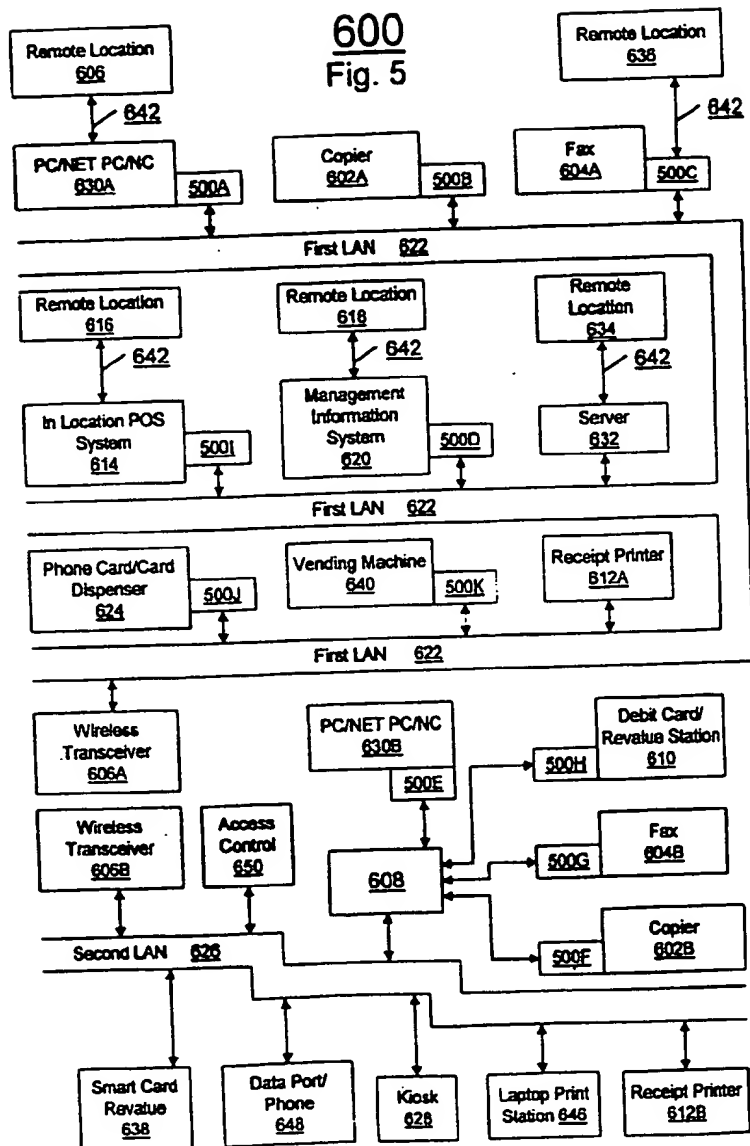 600
Fig. 5
Remote Location
606
Remote Location
636
642
642
PC/NET PC/NC
630A
500A
Copier
602A
500B
Fax
604A
500C
First LAN 622
Remote Location
616
Remote Location
618
Remote
Location
634
642
642
642
In Location POS
System
614
500I
Management
Information
System
620
500D
Server
632
First LAN 622
Phone Card/Card
Dispenser
624
500J
Vending Machine
640
500K
Receipt Printer
612A
First LAN 622
Wireless
Transceiver
606A
PC/NET PC/NC
630B
500E
Debit Card/
Revalue Station
610
500H
Wireless
Transceiver
606B
Access
Control
650
608
Fax
604B
500G
Copier
602B
500F
Second LAN 626
Smart Card
Revalue
638
Data Port/
Phone
648
Kiosk
628
Laptop Print
Station 646
Receipt Printer
612B